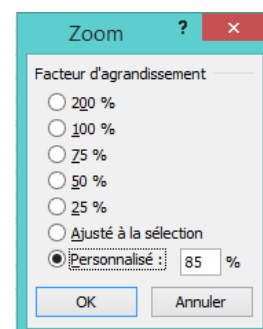 Zoom ? ×
Facteur d'agrandissement
200 %
100 %
75 %
50 %
25 %
Ajusté à la sélection
Personnalisé : 85 %
OK Annuler